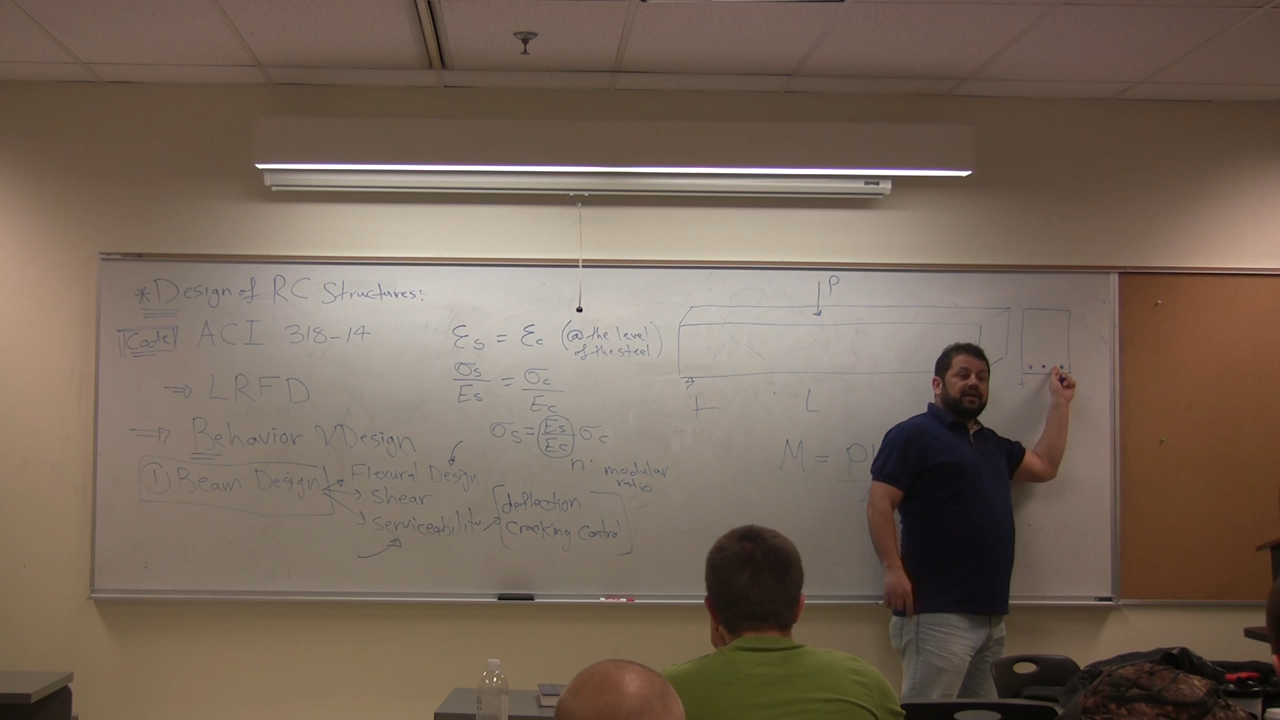 *Design of RC Structures:
Code ACI 318-14
⇒ LRFD
⇒ Behavior & Design
① Beam Design
→ Flexural Design
→ Shear
→ Serviceability → deflection
cracking control
εs = εc (@ the level
of the steel)
σs/Es = σc/Ec
σs = Es/Ec σc
n: modular
ratio
P
L
M =